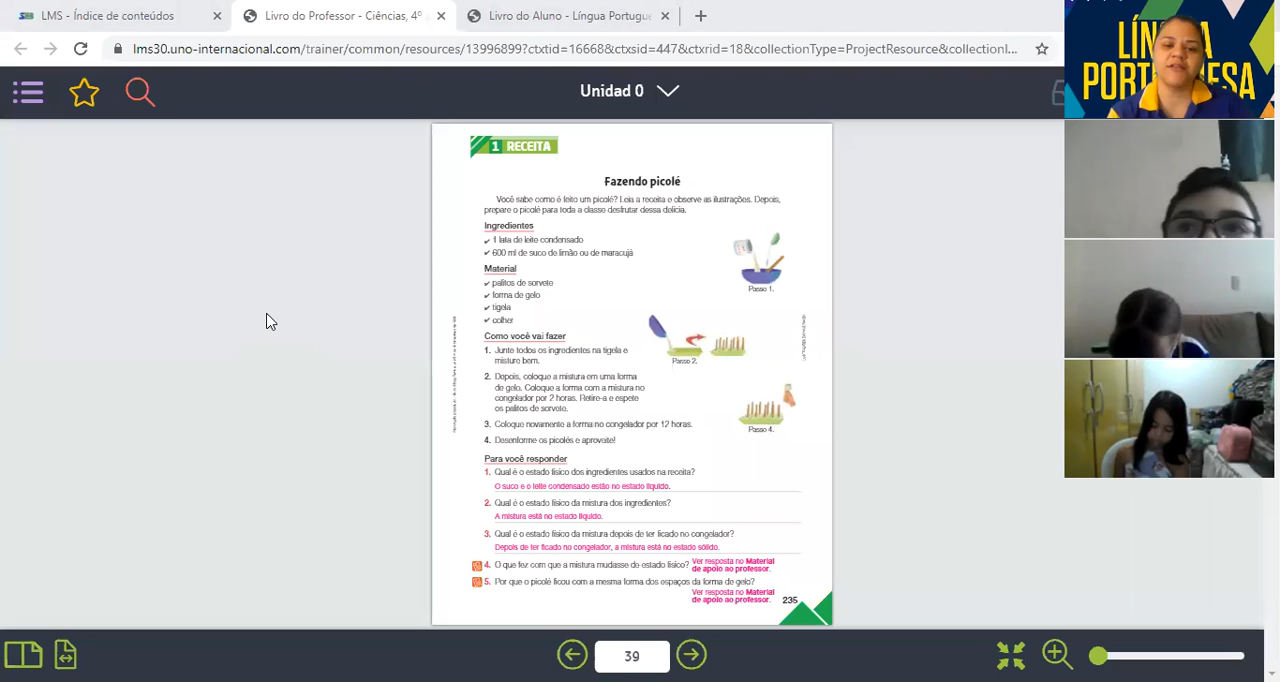 LMS - Índice de conteúdos
Livro do Professor - Ciências, 4º
Livro do Aluno - Língua Portugue
lms30.uno-internacional.com/trainer/common/resources/13996899?ctxtid=16668&ctxsid=447&ctxrid=18&collectionType=ProjectResource&collectionI...
LÍNGUA
PORTUGUESA
Unidad 0
1 RECEITA
Fazendo picolé
Você sabe como é feito um picolé? Leia a receita e observe as ilustrações. Depois,
prepare o picolé para toda a classe desfrutar dessa delícia.
Ingredientes
✔ 1 lata de leite condensado
✔ 600 ml de suco de limão ou de maracujá
Material
✔ palitos de sorvete
✔ forma de gelo
✔ tigela
✔ colher
Passo 1.
Como você vai fazer
1. Junte todos os ingredientes na tigela e
misture bem.
Passo 2.
2. Depois, coloque a mistura em uma forma
de gelo. Coloque a forma com a mistura no
congelador por 2 horas. Retire-a e espete
os palitos de sorvete.
3. Coloque novamente a forma no congelador por 12 horas.
Passo 4.
4. Desenforme os picolés e aproveite!
Para você responder
1. Qual é o estado físico dos ingredientes usados na receita?
O suco e o leite condensado estão no estado líquido.
2. Qual é o estado físico da mistura dos ingredientes?
A mistura está no estado líquido.
3. Qual é o estado físico da mistura depois de ter ficado no congelador?
Depois de ter ficado no congelador, a mistura está no estado sólido.
4. O que fez com que a mistura mudasse de estado físico? Ver resposta no Material
de apoio ao professor.
5. Por que o picolé ficou com a mesma forma dos espaços da forma de gelo?
Ver resposta no Material
de apoio ao professor.
235
39